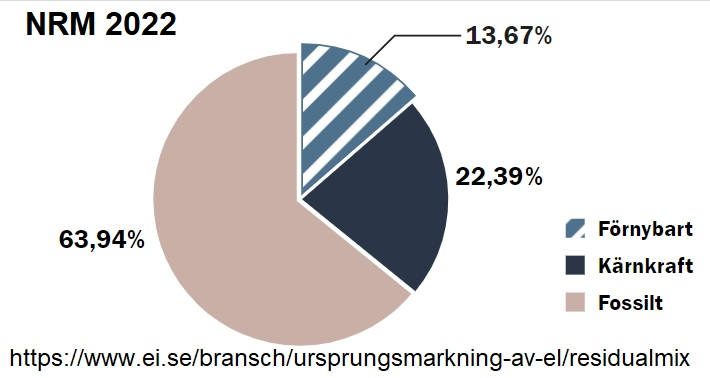 NRM 2022
13,67%
22,39%
63,94%
Förnybart
Kärnkraft
Fossilt
https://www.ei.se/bransch/ursprungsmarkning-av-el/residualmix